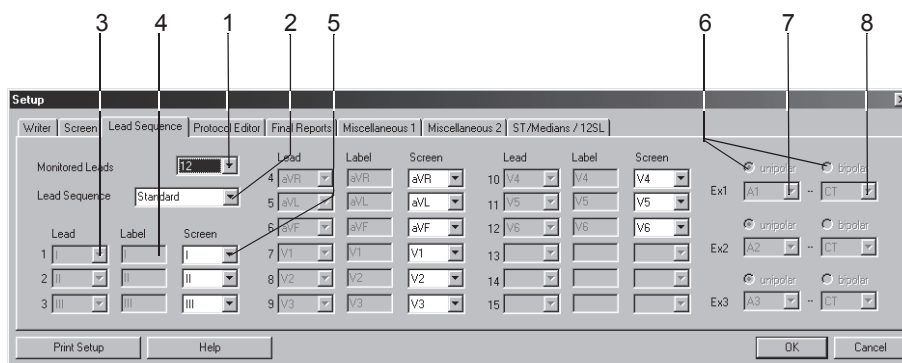 3 4 1 5 2 6 7 8
Setup
Writer Screen Lead Sequence Protocol Editor Final Reports Miscellaneous 1 Miscellaneous 2 ST/Medians / 12SL
Monitored Leads 12
Lead Sequence Standard
Lead Label Screen
1 I I I
2 II II II
3 III III III
Lead Label Screen
4 aVR aVR aVR
5 aVL aVL aVL
6 aVF aVF aVF
7 V1 V1 V1
8 V2 V2 V2
9 V3 V3 V3
Lead Label Screen
10 V4 V4 V4
11 V5 V5 V5
12 V6 V6 V6
13
14
15
unipolar bipolar
Ex1 A1 -- CT
unipolar bipolar
Ex2 A2 -- CT
unipolar bipolar
Ex3 A3 -- CT
Print Setup Help OK Cancel